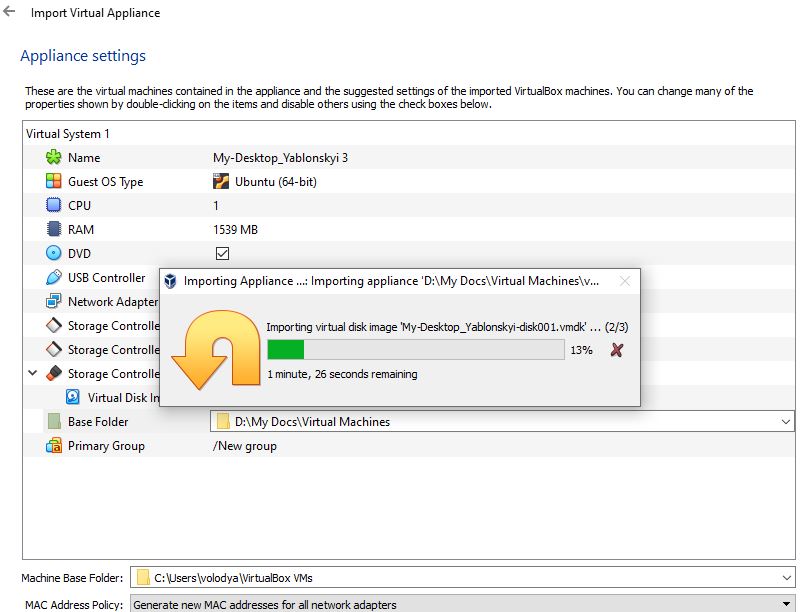 Import Virtual Appliance
Appliance settings
These are the virtual machines contained in the appliance and the suggested settings of the imported VirtualBox machines. You can change many of the
properties shown by double-clicking on the items and disable others using the check boxes below.
Virtual System 1
Name My-Desktop_Yablonskyi 3
Guest OS Type Ubuntu (64-bit)
CPU 1
RAM 1539 MB
DVD
USB Controller
Network Adapter
Storage Controlle
Storage Controlle
Storage Controlle
Virtual Disk Im
Importing Appliance ...: Importing appliance 'D:\My Docs\Virtual Machines\v...
Importing virtual disk image 'My-Desktop_Yablonskyi-disk001.vmdk' ... (2/3)
13%
1 minute, 26 seconds remaining
Base Folder D:\My Docs\Virtual Machines
Primary Group /New group
Machine Base Folder: C:\Users\volodya\VirtualBox VMs
MAC Address Policy: Generate new MAC addresses for all network adapters